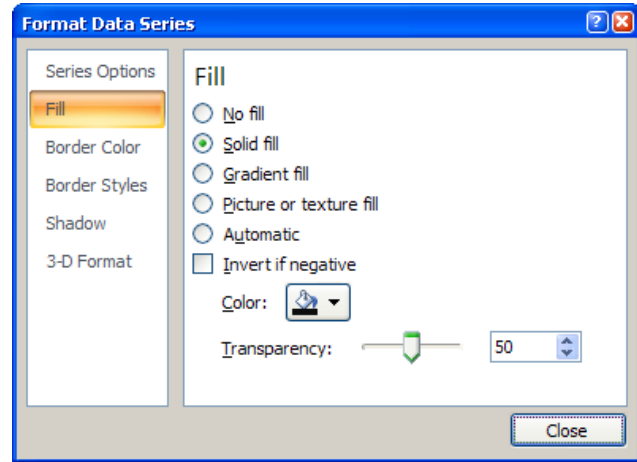 Format Data Series
Series Options
Fill
Border Color
Border Styles
Shadow
3-D Format
Fill
No fill
Solid fill
Gradient fill
Picture or texture fill
Automatic
Invert if negative
Color:
Transparency: 50
Close